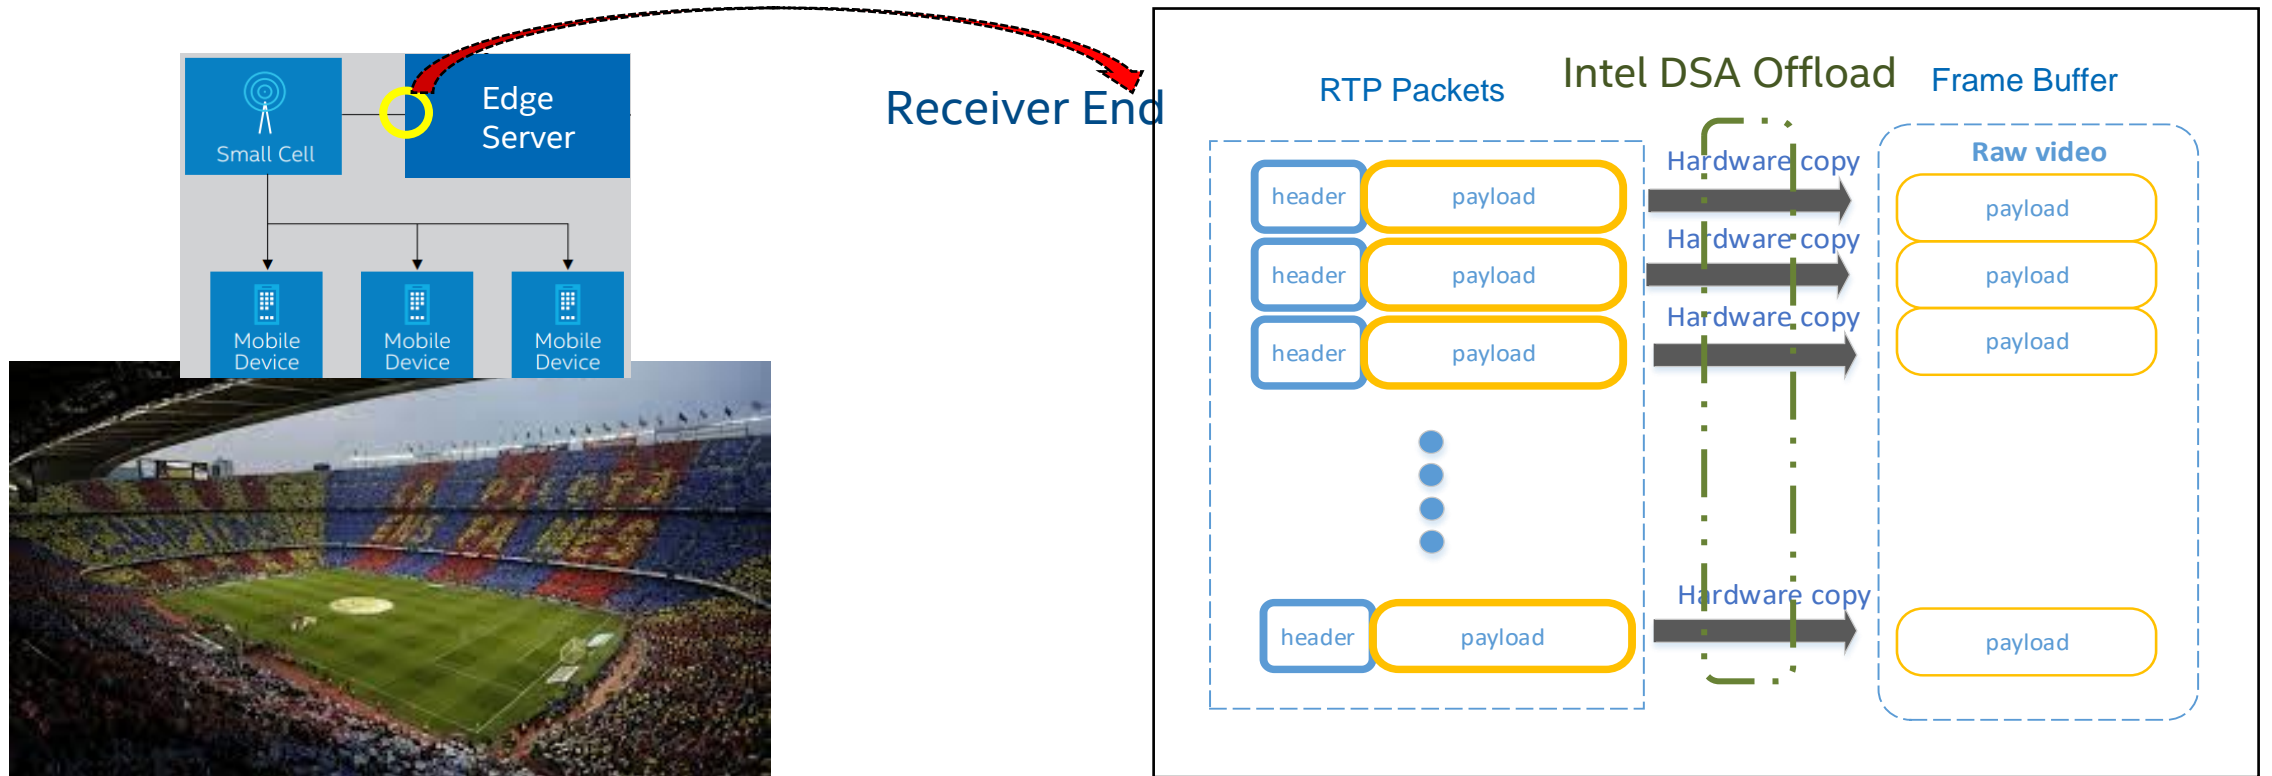 Edge
Server
Small Cell
Mobile
Device
Mobile
Device
Mobile
Device
Receiver End
RTP Packets
Intel DSA Offload
Frame Buffer
Raw video
header
payload
Hardware copy
payload
header
payload
Hardware copy
payload
header
payload
Hardware copy
payload
header
payload
Hardware copy
payload